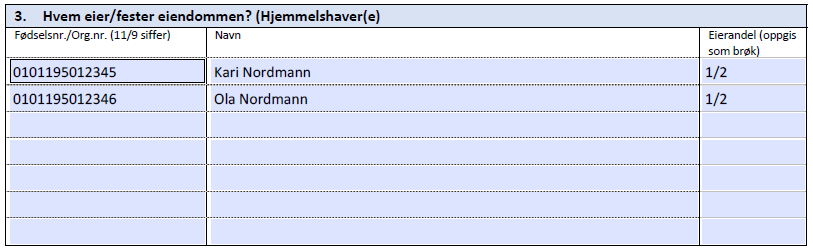 3. Hvem eier/fester eiendommen? (Hjemmelshaver(e)
Fødselsnr./Org.nr. (11/9 siffer) Navn Eierandel (oppgis
som brøk)
0101195012345 Kari Nordmann 1/2
0101195012346 Ola Nordmann 1/2